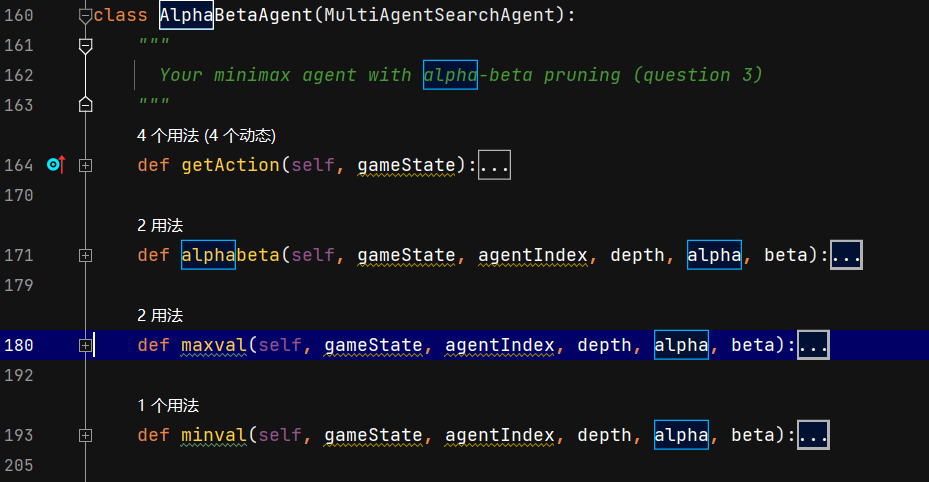 160 class AlphaBetaAgent(MultiAgentSearchAgent):
161 """
162 Your minimax agent with alpha-beta pruning (question 3)
163 """
4 个用法 (4 个动态)
164 def getAction(self, gameState):...
170
2 用法
171 def alphabeta(self, gameState, agentIndex, depth, alpha, beta):...
179
2 用法
180 def maxval(self, gameState, agentIndex, depth, alpha, beta):...
192
1 个用法
193 def minval(self, gameState, agentIndex, depth, alpha, beta):...
205